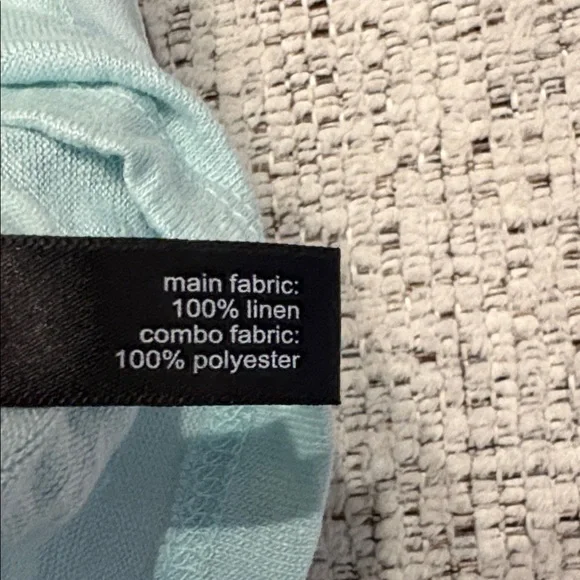 main fabric:
100% linen
combo fabric:
100% polyester